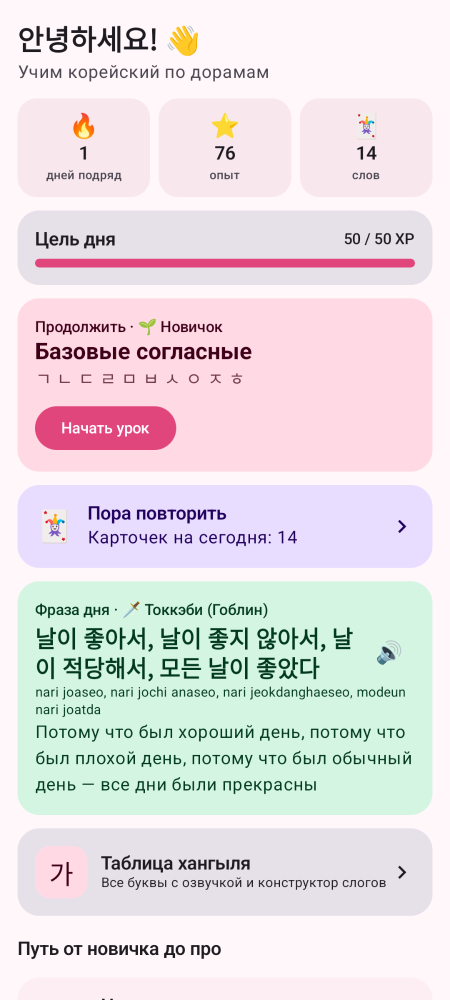 안녕하세요! 👋
Учим корейский по дорамам
🔥
1
дней подряд
⭐
76
опыт
🃏
14
слов
Цель дня
50 / 50 XP
Продолжить · 🌱 Новичок
Базовые согласные
ㄱ ㄴ ㄷ ㄹ ㅁ ㅂ ㅅ ㅇ ㅈ ㅎ
Начать урок
🃏
Пора повторить
Карточек на сегодня: 14
Фраза дня · 🗡️ Токкэби (Гоблин)
날이 좋아서, 날이 좋지 않아서, 날
이 적당해서, 모든 날이 좋았다
🔊
nari joaseo, nari jochi anaseo, nari jeokdanghaeseo, modeun
nari joatda
Потому что был хороший день, потому что
был плохой день, потому что был обычный
день — все дни были прекрасны
가
Таблица хангыля
Все буквы с озвучкой и конструктор слогов
Путь от новичка до про